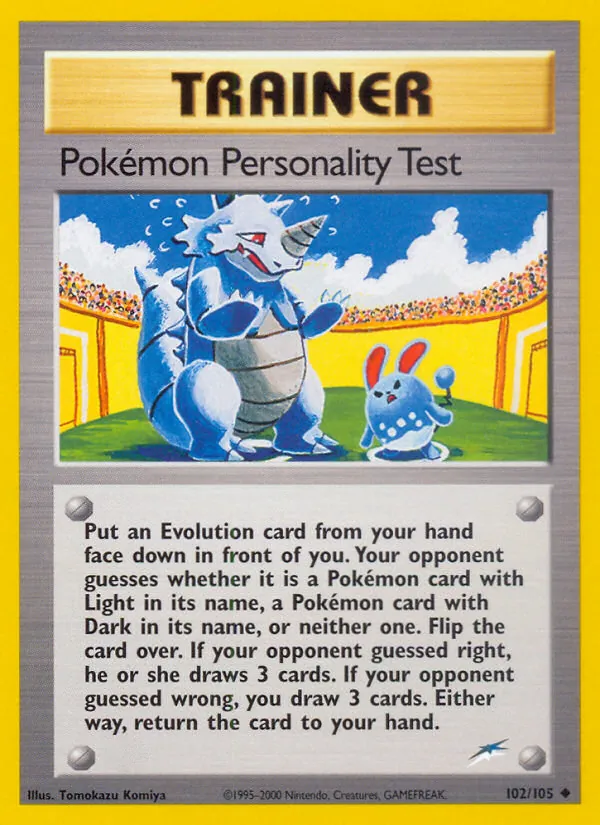 TRAINER
Pokémon Personality Test
Put an Evolution card from your hand
face down in front of you. Your opponent
guesses whether it is a Pokémon card with
Light in its name, a Pokémon card with
Dark in its name, or neither one. Flip the
card over. If your opponent guessed right,
he or she draws 3 cards. If your opponent
guessed wrong, you draw 3 cards. Either
way, return the card to your hand.
Illus. Tomokazu Komiya ©1995–2000 Nintendo, Creatures, GAMEFREAK. 102/105 ◆